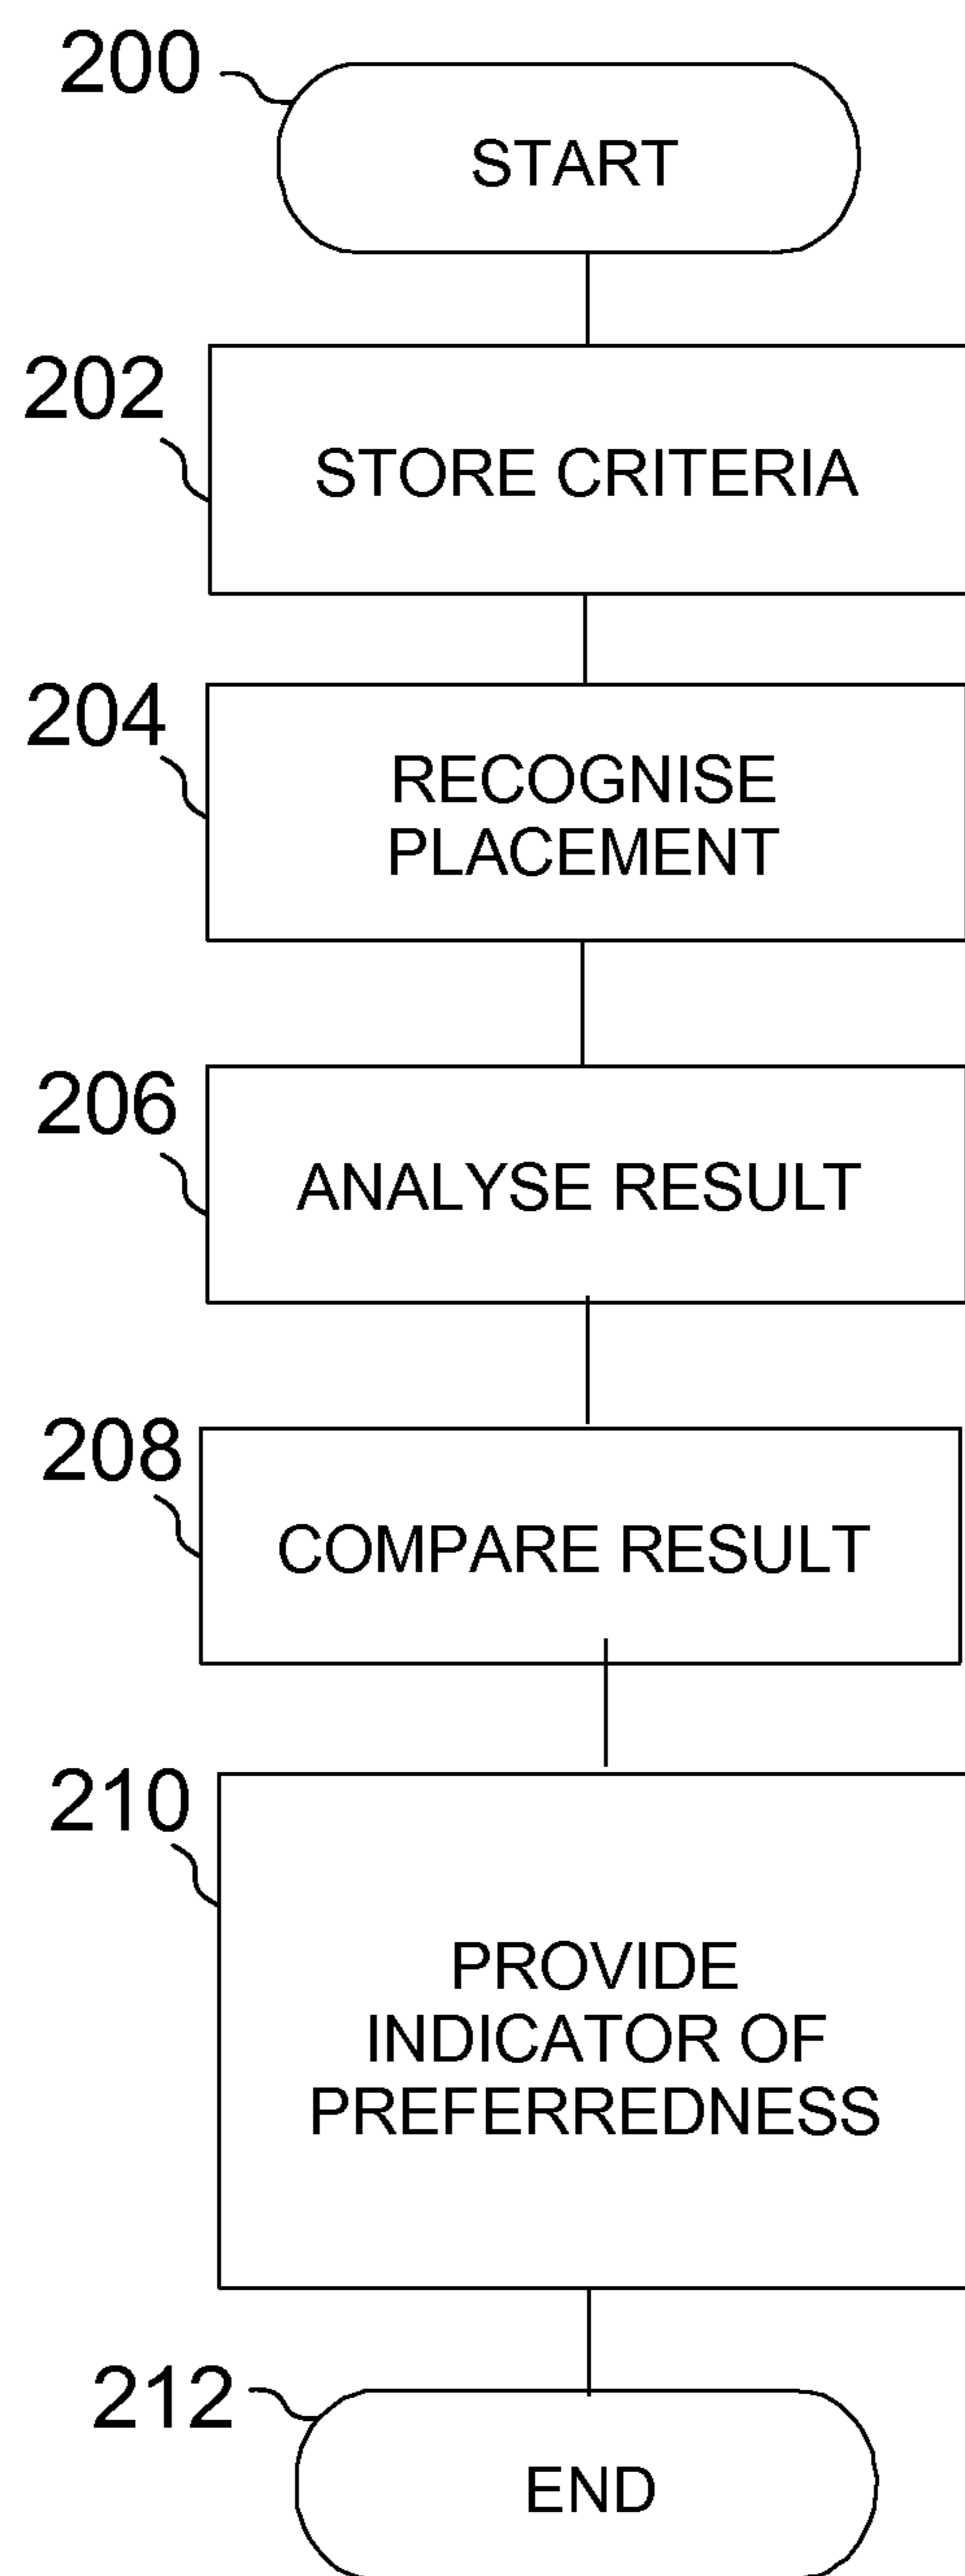 200
START
202
STORE CRITERIA
204
RECOGNISE
PLACEMENT
206
ANALYSE RESULT
208
COMPARE RESULT
210
PROVIDE
INDICATOR OF
PREFERREDNESS
212
END